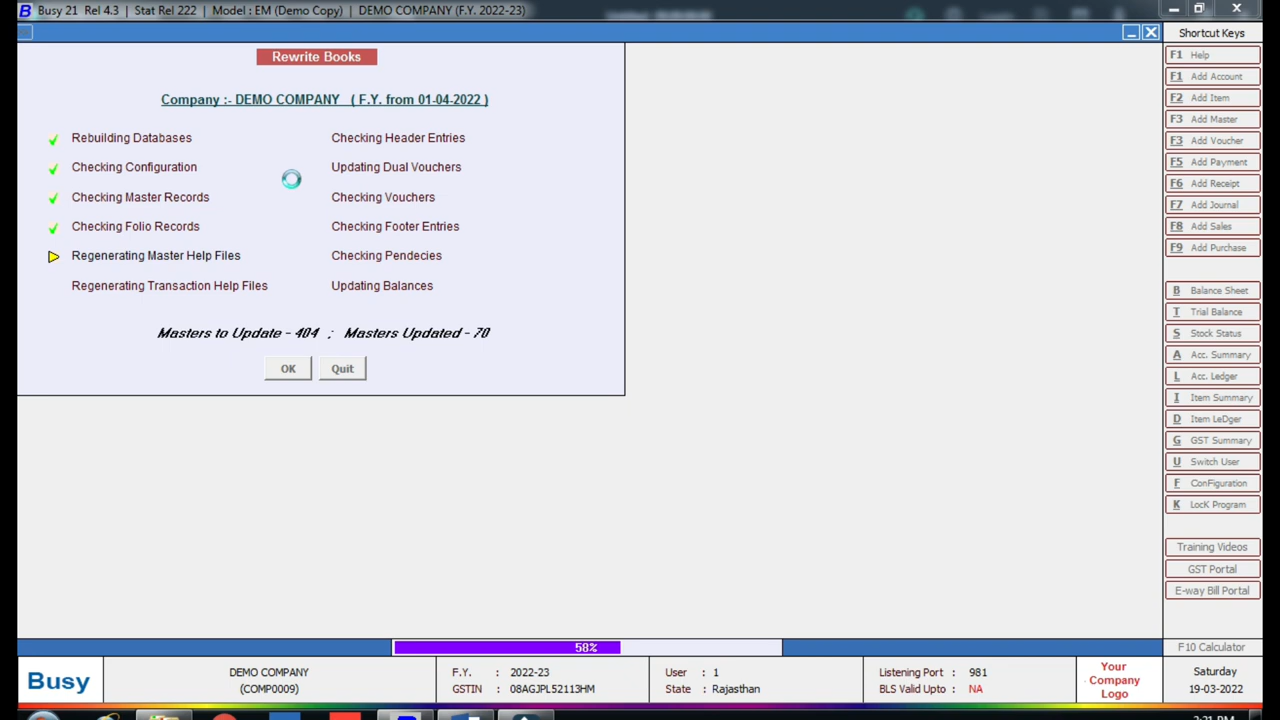 Busy 21 Rel 4.3 | Stat Rel 222 | Model : EM (Demo Copy) | DEMO COMPANY (F.Y. 2022-23)
Rewrite Books
Company :- DEMO COMPANY ( F.Y. from 01-04-2022 )
Rebuilding Databases
Checking Configuration
Checking Master Records
Checking Folio Records
Regenerating Master Help Files
Regenerating Transaction Help Files
Checking Header Entries
Updating Dual Vouchers
Checking Vouchers
Checking Footer Entries
Checking Pendecies
Updating Balances
Masters to Update - 404 ; Masters Updated - 70
OK
Quit
Shortcut Keys
F1 Help
F1 Add Account
F2 Add Item
F3 Add Master
F3 Add Voucher
F5 Add Payment
F6 Add Receipt
F7 Add Journal
F8 Add Sales
F9 Add Purchase
B Balance Sheet
T Trial Balance
S Stock Status
A Acc. Summary
L Acc. Ledger
I Item Summary
D Item LeDger
G GST Summary
U Switch User
F ConFiguration
K LocK Program
Training Videos
GST Portal
E-way Bill Portal
F10 Calculator
58%
Busy
DEMO COMPANY
(COMP0009)
F.Y. : 2022-23
GSTIN : 08AGJPL52113HM
User : 1
State : Rajasthan
Listening Port : 981
BLS Valid Upto : NA
Your
Company
Logo
Saturday
19-03-2022